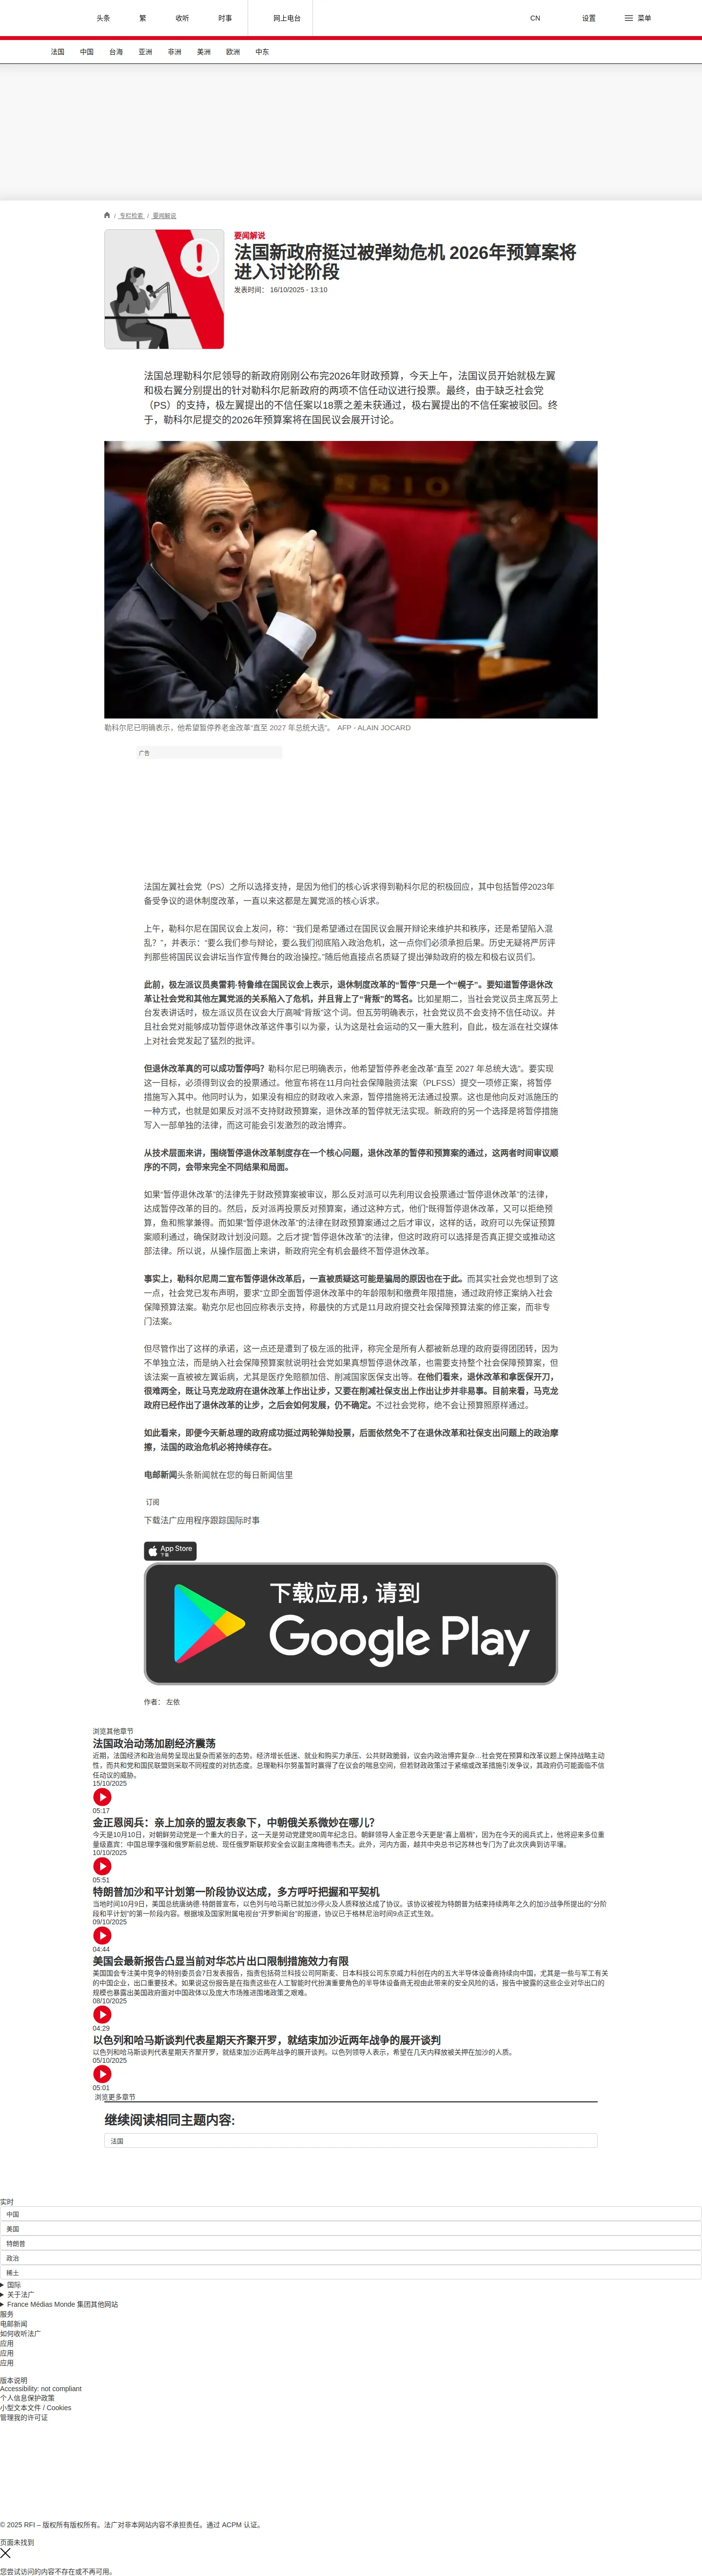 头条
繁
收听
时事
网上电台
CN
设置
菜单
法国
中国
台海
亚洲
非洲
美洲
欧洲
中东
/ 专栏检索 / 要闻解说
要闻解说
法国新政府挺过被弹劾危机 2026年预算案将
进入讨论阶段
发表时间： 16/10/2025 - 13:10
法国总理勒科尔尼领导的新政府刚刚公布完2026年财政预算，今天上午，法国议员开始就极左翼
和极右翼分别提出的针对勒科尔尼新政府的两项不信任动议进行投票。最终，由于缺乏社会党
（PS）的支持，极左翼提出的不信任案以18票之差未获通过，极右翼提出的不信任案被驳回。终
于，勒科尔尼提交的2026年预算案将在国民议会展开讨论。
勒科尔尼已明确表示，他希望暂停养老金改革“直至 2027 年总统大选”。 AFP - ALAIN JOCARD
广告
法国左翼社会党（PS）之所以选择支持，是因为他们的核心诉求得到勒科尔尼的积极回应，其中包括暂停2023年
备受争议的退休制度改革，一直以来这都是左翼党派的核心诉求。
上午，勒科尔尼在国民议会上发问，称：“我们是希望通过在国民议会展开辩论来维护共和秩序，还是希望陷入混
乱？”，并表示：“要么我们参与辩论，要么我们彻底陷入政治危机，这一点你们必须承担后果。历史无疑将严厉评
判那些将国民议会讲坛当作宣传舞台的政治操控。”随后他直接点名质疑了提出弹劾政府的极左和极右议员们。
此前，极左派议员奥雷莉·特鲁维在国民议会上表示，退休制度改革的“暂停”只是一个“幌子”。要知道暂停退休改
革让社会党和其他左翼党派的关系陷入了危机，并且背上了“背叛”的骂名。比如星期二，当社会党议员主席瓦劳上
台发表讲话时，极左派议员在议会大厅高喊“背叛”这个词。但瓦劳明确表示，社会党议员不会支持不信任动议。并
且社会党对能够成功暂停退休改革这件事引以为豪，认为这是社会运动的又一重大胜利，自此，极左派在社交媒体
上对社会党发起了猛烈的批评。
但退休改革真的可以成功暂停吗？勒科尔尼已明确表示，他希望暂停养老金改革“直至 2027 年总统大选”。要实现
这一目标，必须得到议会的投票通过。他宣布将在11月向社会保障融资法案（PLFSS）提交一项修正案，将暂停
措施写入其中。他同时认为，如果没有相应的财政收入来源，暂停措施将无法通过投票。这也是他向反对派施压的
一种方式，也就是如果反对派不支持财政预算案，退休改革的暂停就无法实现。新政府的另一个选择是将暂停措施
写入一部单独的法律，而这可能会引发激烈的政治博弈。
从技术层面来讲，围绕暂停退休改革制度存在一个核心问题，退休改革的暂停和预算案的通过，这两者时间审议顺
序的不同，会带来完全不同结果和局面。
如果“暂停退休改革”的法律先于财政预算案被审议，那么反对派可以先利用议会投票通过“暂停退休改革”的法律，
达成暂停改革的目的。然后，反对派再投票反对预算案，通过这种方式，他们“既得暂停退休改革，又可以拒绝预
算，鱼和熊掌兼得。而如果“暂停退休改革”的法律在财政预算案通过之后才审议，这样的话，政府可以先保证预算
案顺利通过，确保财政计划没问题。之后才提“暂停退休改革”的法律，但这时政府可以选择是否真正提交或推动这
部法律。所以说，从操作层面上来讲，新政府完全有机会最终不暂停退休改革。
事实上，勒科尔尼周二宣布暂停退休改革后，一直被质疑这可能是骗局的原因也在于此。而其实社会党也想到了这
一点，社会党已发布声明，要求“立即全面暂停退休改革中的年龄限制和缴费年限措施，通过政府修正案纳入社会
保障预算法案。勒克尔尼也回应称表示支持，称最快的方式是11月政府提交社会保障预算法案的修正案，而非专
门法案。
但尽管作出了这样的承诺，这一点还是遭到了极左派的批评，称完全是所有人都被新总理的政府耍得团团转，因为
不单独立法，而是纳入社会保障预算案就说明社会党如果真想暂停退休改革，也需要支持整个社会保障预算案，但
该法案一直被被左翼诟病，尤其是医疗免赔额加倍、削减国家医保支出等。在他们看来，退休改革和拿医保开刀，
很难两全，既让马克龙政府在退休改革上作出让步，又要在削减社保支出上作出让步并非易事。目前来看，马克龙
政府已经作出了退休改革的让步，之后会如何发展，仍不确定。不过社会党称，绝不会让预算照原样通过。
如此看来，即便今天新总理的政府成功挺过两轮弹劾投票，后面依然免不了在退休改革和社保支出问题上的政治摩
擦，法国的政治危机必将持续存在。
电邮新闻头条新闻就在您的每日新闻信里
订阅
下载法广应用程序跟踪国际时事
App Store
下载
下载应用，请到
Google Play
作者： 左依
浏览其他章节
法国政治动荡加剧经济震荡
近期，法国经济和政治局势呈现出复杂而紧张的态势。经济增长低迷、就业和购买力承压、公共财政脆弱，议会内政治博弈复杂…社会党在预算和改革议题上保持战略主动
性，而共和党和国民联盟则采取不同程度的对抗态度。总理勒科尔努虽暂时赢得了在议会的喘息空间，但若财政政策过于紧缩或改革措施引发争议，其政府仍可能面临不信
任动议的威胁。
15/10/2025
05:17
金正恩阅兵：亲上加亲的盟友表象下，中朝俄关系微妙在哪儿？
今天是10月10日，对朝鲜劳动党是一个重大的日子，这一天是劳动党建党80周年纪念日。朝鲜领导人金正恩今天更是“喜上眉梢”，因为在今天的阅兵式上，他将迎来多位重
量级嘉宾：中国总理李强和俄罗斯前总统、现任俄罗斯联邦安全会议副主席梅德韦杰夫。此外，河内方面，越共中央总书记苏林也专门为了此次庆典到访平壤。
10/10/2025
05:51
特朗普加沙和平计划第一阶段协议达成，多方呼吁把握和平契机
当地时间10月9日，美国总统唐纳德·特朗普宣布，以色列与哈马斯已就加沙停火及人质释放达成了协议。该协议被视为特朗普为结束持续两年之久的加沙战争所提出的“分阶
段和平计划”的第一阶段内容。根据埃及国家附属电视台“开罗新闻台”的报道，协议已于格林尼治时间9点正式生效。
09/10/2025
04:44
美国会最新报告凸显当前对华芯片出口限制措施效力有限
美国国会专注美中竞争的特别委员会7日发表报告，指责包括荷兰科技公司阿斯麦、日本科技公司东京威力科创在内的五大半导体设备商持续向中国，尤其是一些与军工有关
的中国企业，出口重要技术。如果说这份报告是在指责这些在人工智能时代扮演重要角色的半导体设备商无视由此带来的安全风险的话，报告中披露的这些企业对华出口的
规模也暴露出美国政府面对中国政体以及庞大市场推进围堵政策之艰难。
08/10/2025
04:29
以色列和哈马斯谈判代表星期天齐聚开罗，就结束加沙近两年战争的展开谈判
以色列和哈马斯谈判代表星期天齐聚开罗，就结束加沙近两年战争的展开谈判。以色列领导人表示，希望在几天内释放被关押在加沙的人质。
05/10/2025
05:01
浏览更多章节
继续阅读相同主题内容:
法国
实时
中国
美国
特朗普
政治
稀土
国际
关于法广
France Médias Monde 集团其他网站
服务
电邮新闻
如何收听法广
应用
应用
应用
版本说明
Accessibility: not compliant
个人信息保护政策
小型文本文件 / Cookies
管理我的许可证
© 2025 RFI – 版权所有版权所有。法广对非本网站内容不承担责任。通过 ACPM 认证。
页面未找到
您尝试访问的内容不存在或不再可用。